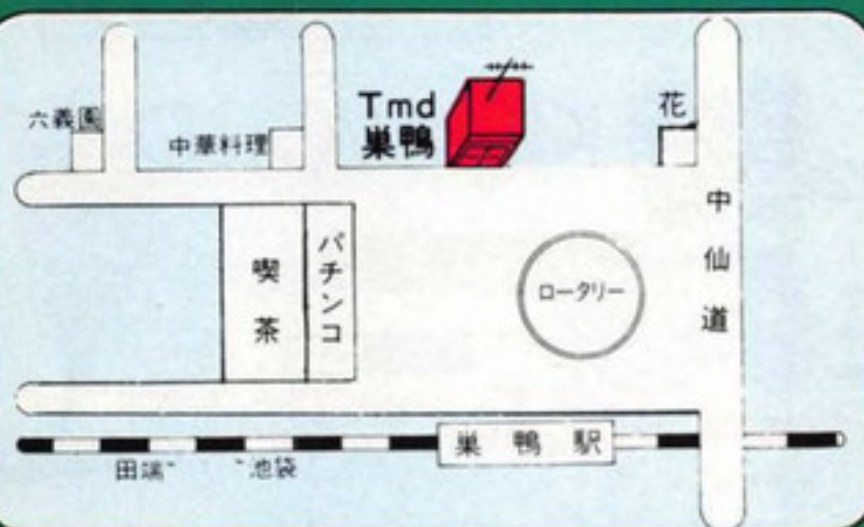 六義園
中華料理
Tmd
巣鴨
花
中仙道
喫茶
パチンコ
ロータリー
巣鴨駅
田端
池袋